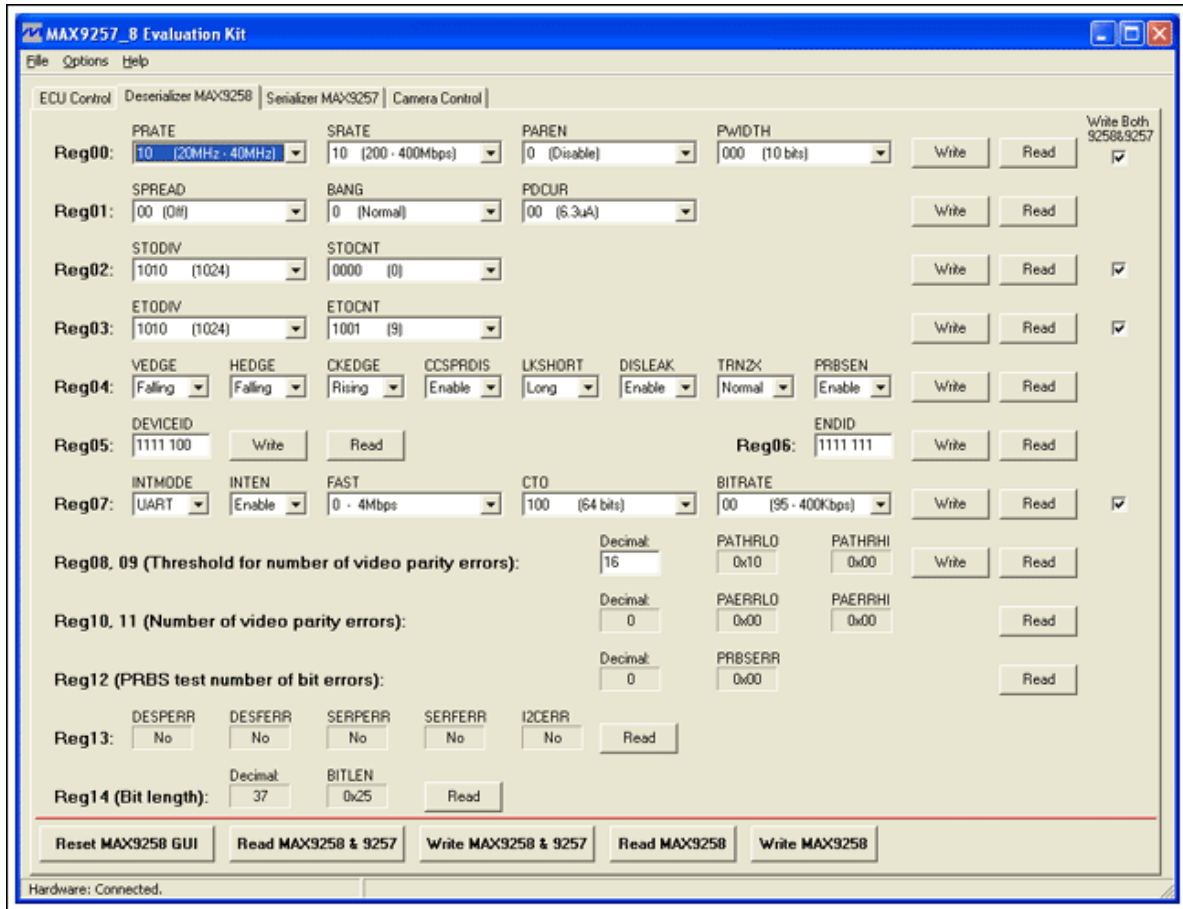 MAX9257_8 Evaluation Kit
File Options Help
ECU Control Deserializer MAX9258 Serializer MAX9257 Camera Control
Write Both
9258&9257
PRATE SRATE PAREN PWIDTH
Reg00: 10 (20MHz - 40MHz) 10 (200 - 400Mbps) 0 (Disable) 000 (10 bits) Write Read
SPREAD BANG PDCUR
Reg01: 00 (Off) 0 (Normal) 00 (6.3uA) Write Read
STODIV STOCNT
Reg02: 1010 (1024) 0000 (0) Write Read
ETODIV ETOCNT
Reg03: 1010 (1024) 1001 (9) Write Read
VEDGE HEDGE CKEDGE CCSPRDIS LKSHORT DISLEAK TRN2X PRBSEN
Reg04: Falling Falling Rising Enable Long Enable Normal Enable Write Read
DEVICEID ENDID
Reg05: 1111 100 Write Read Reg06: 1111 111 Write Read
INTMODE INTEN FAST CTO BITRATE
Reg07: UART Enable 0 - 4Mbps 100 (64 bits) 00 (95 - 400Kbps) Write Read
Decimal: PATHRLO PATHRHI
Reg08, 09 (Threshold for number of video parity errors): 16 0x10 0x00 Write Read
Decimal: PAERRLO PAERRHI
Reg10, 11 (Number of video parity errors): 0 0x00 0x00 Read
Decimal: PRBSERR
Reg12 (PRBS test number of bit errors): 0 0x00 Read
DESPERR DESFERR SERPERR SERFERR I2CERR
Reg13: No No No No No Read
Decimal: BITLEN
Reg14 (Bit length): 37 0x25 Read
Reset MAX9258 GUI Read MAX9258 & 9257 Write MAX9258 & 9257 Read MAX9258 Write MAX9258
Hardware: Connected.